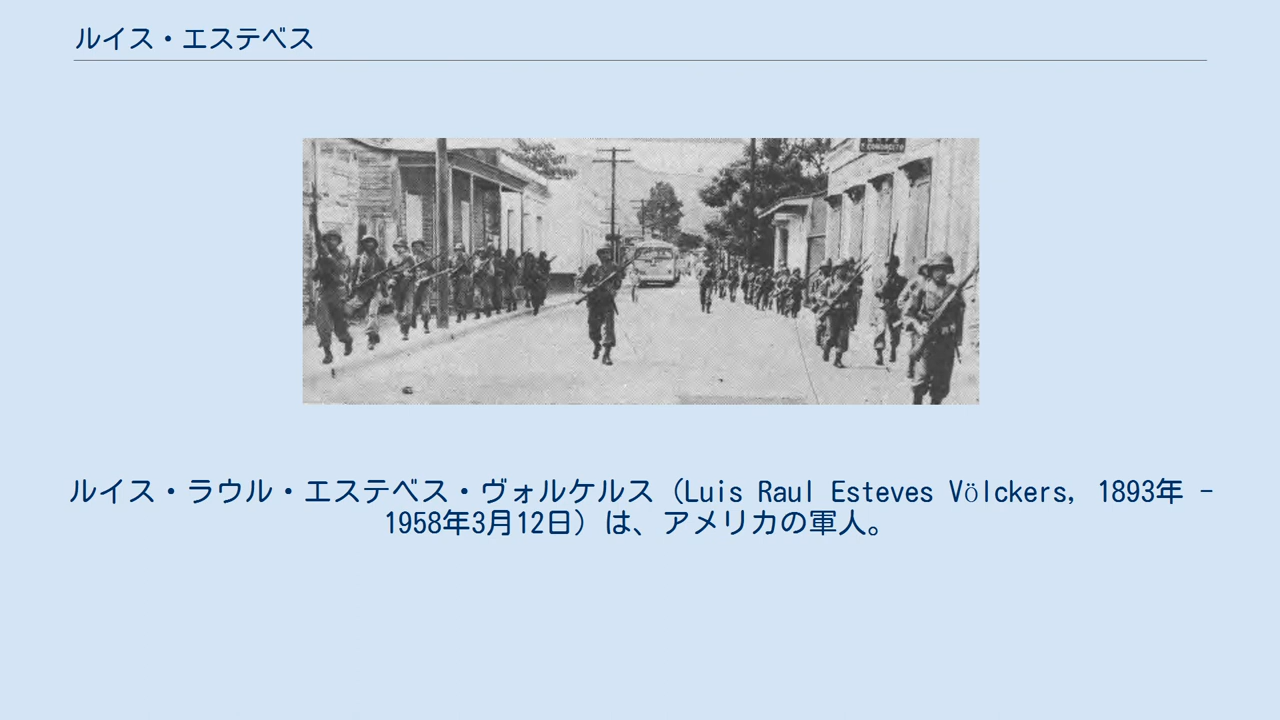 ルイス・エステベス
ルイス・ラウル・エステベス・ヴォルケルス（Luis Raul Esteves Völckers, 1893年 -
1958年3月12日）は、アメリカの軍人。